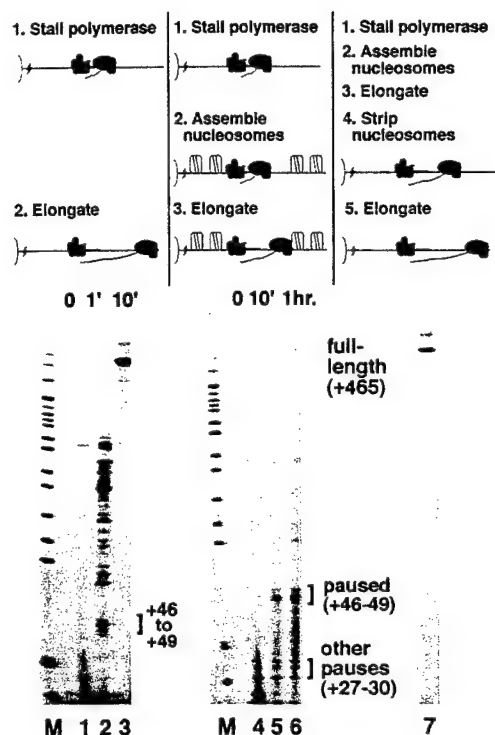 1. Stall polymerase
2. Elongate
0 1' 10'
1. Stall polymerase
2. Assemble
nucleosomes
3. Elongate
0 10' 1hr.
1. Stall polymerase
2. Assemble
nucleosomes
3. Elongate
4. Strip
nucleosomes
5. Elongate
full-
length
(+465)
+46
to
+49
paused
(+46-49)
other
pauses
(+27-30)
M 1 2 3
M 4 5 6
7